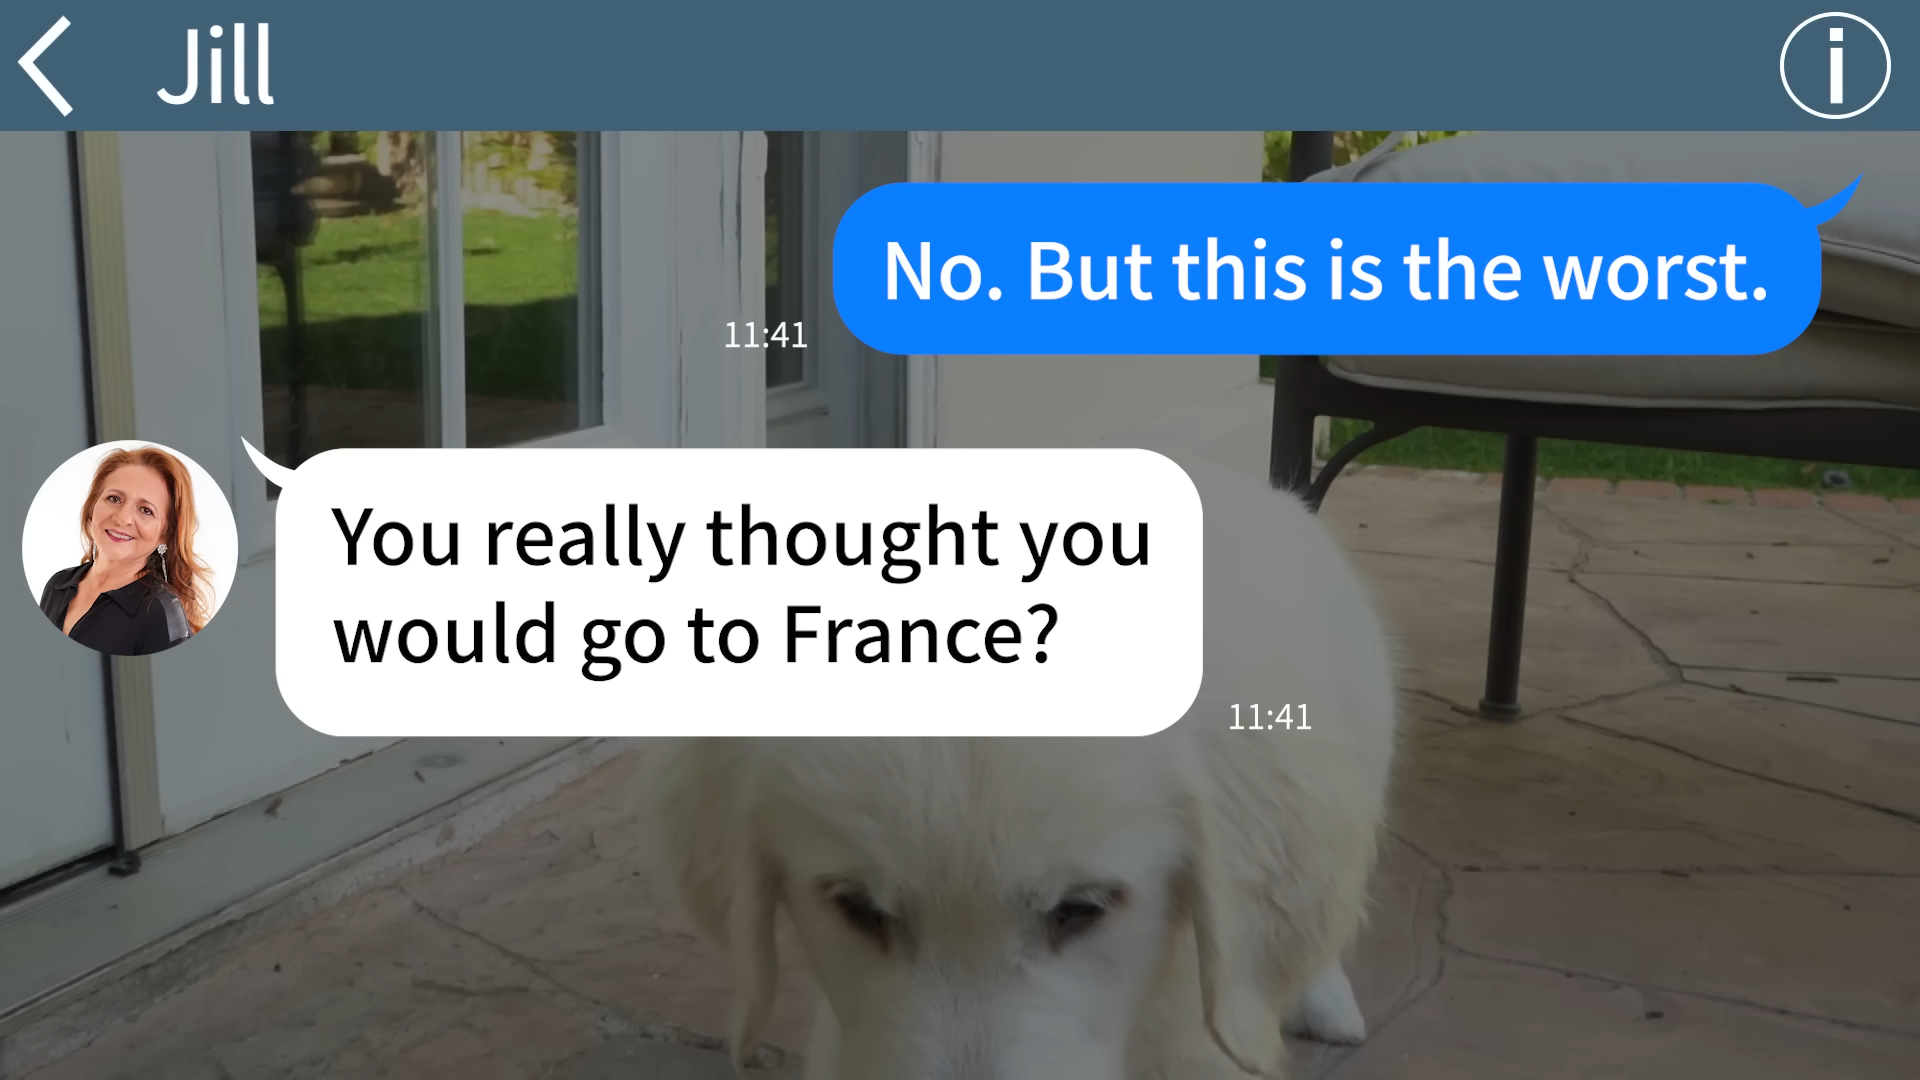 Jill
i
No. But this is the worst.
11:41
You really thought you
would go to France?
11:41